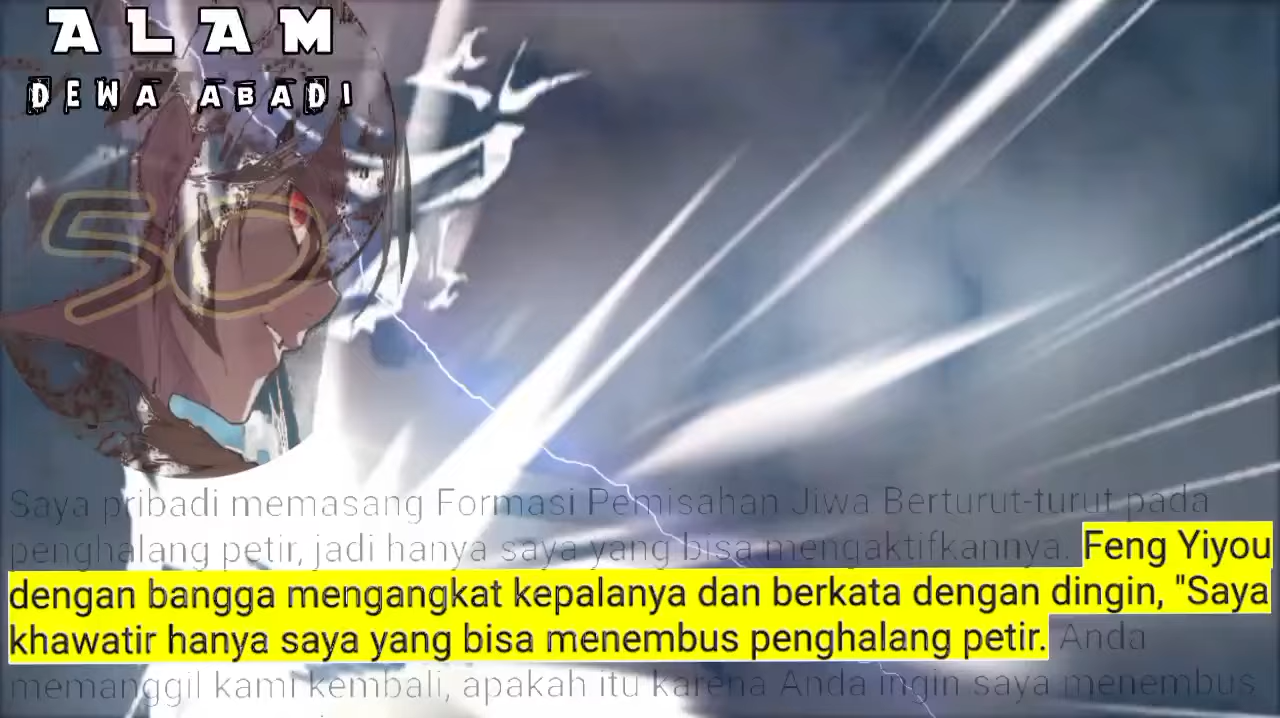 ALAM
DEWA ABADI
50
Saya pribadi memasang Formasi Pemisahan Jiwa Berturut-turut pada
penghalang petir, jadi hanya saya yang bisa mengaktifkannya. Feng Yiyou
dengan bangga mengangkat kepalanya dan berkata dengan dingin, "Saya
khawatir hanya saya yang bisa menembus penghalang petir. Anda
memanggil kami kembali, apakah itu karena Anda ingin saya menembus